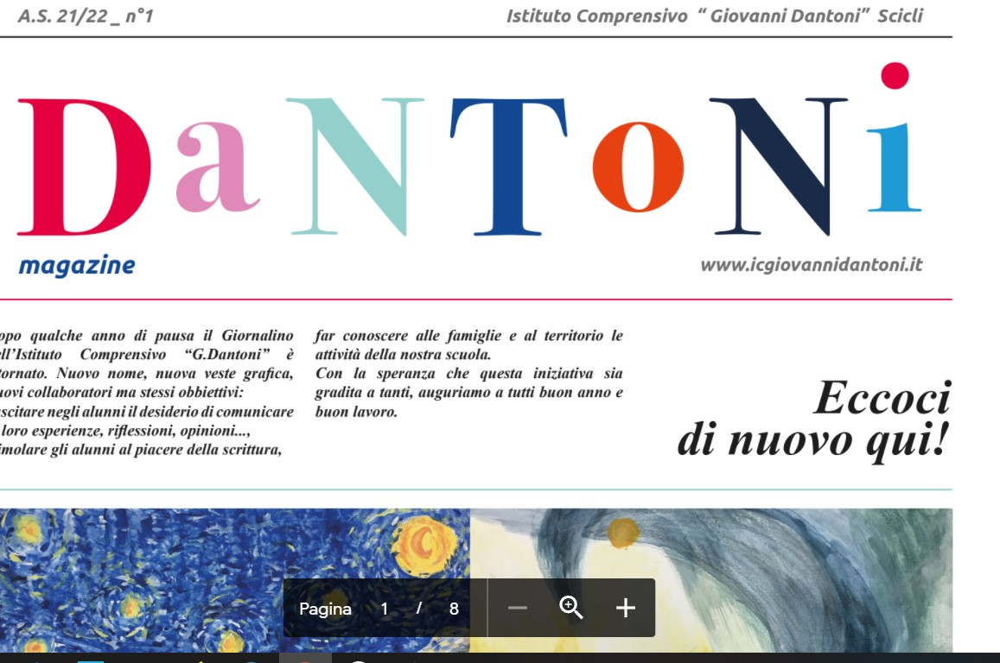 A.S. 21/22 _ n°1
Istituto Comprensivo “ Giovanni Dantoni” Scicli
DaNToNi
magazine
www.icgiovannidantoni.it
opo qualche anno di pausa il Giornalino
ell’Istituto Comprensivo “G.Dantoni” è
tornato. Nuovo nome, nuova veste grafica,
uovi collaboratori ma stessi obbiettivi:
scitare negli alunni il desiderio di comunicare
loro esperienze, riflessioni, opinioni...,
imolare gli alunni al piacere della scrittura,
far conoscere alle famiglie e al territorio le
attività della nostra scuola.
Con la speranza che questa iniziativa sia
gradita a tanti, auguriamo a tutti buon anno e
buon lavoro.
Eccoci
di nuovo qui!
Pagina 1 / 8